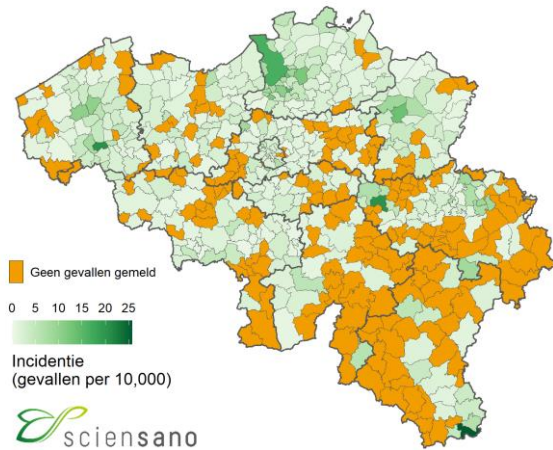 Geen gevallen gemeld
0 5 10 15 20 25
Incidentie
(gevallen per 10,000)
sciensano